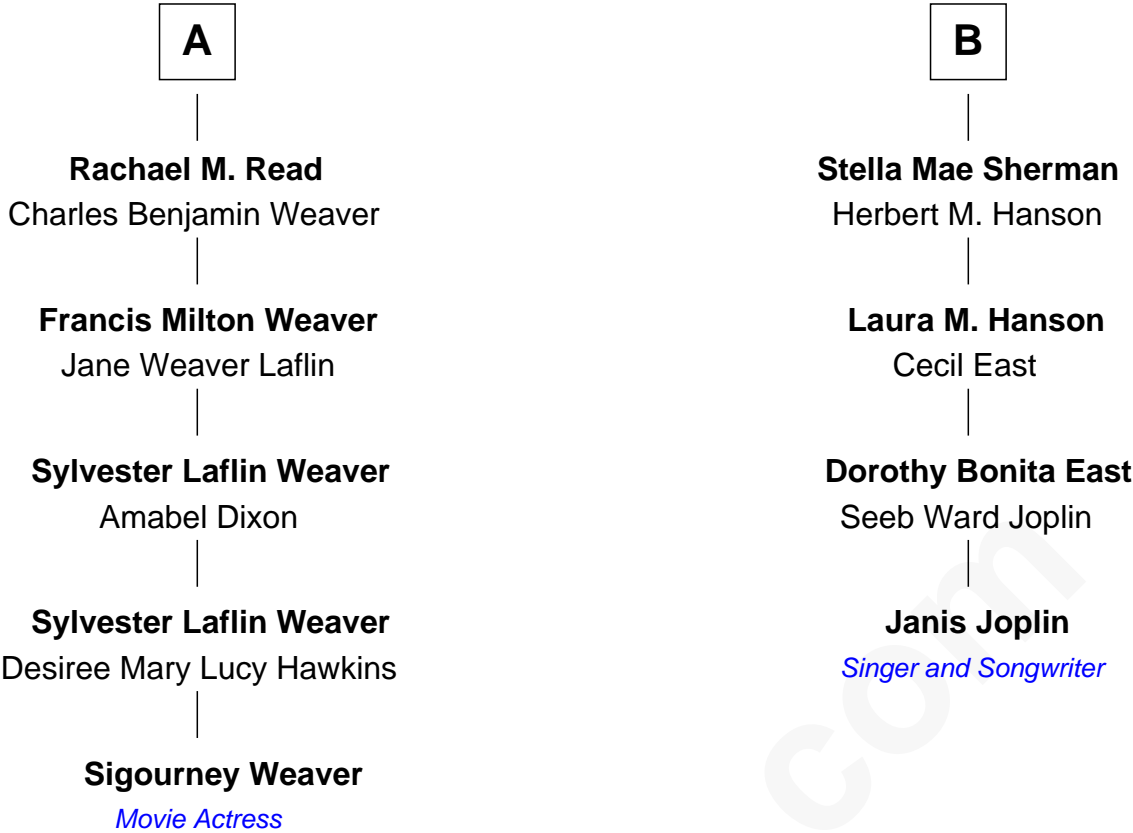 A
Rachael M. Read
Charles Benjamin Weaver
Francis Milton Weaver
Jane Weaver Laflin
Sylvester Laflin Weaver
Amabel Dixon
Sylvester Laflin Weaver
Desiree Mary Lucy Hawkins
Sigourney Weaver
Movie Actress
B
Stella Mae Sherman
Herbert M. Hanson
Laura M. Hanson
Cecil East
Dorothy Bonita East
Seeb Ward Joplin
Janis Joplin
Singer and Songwriter
com